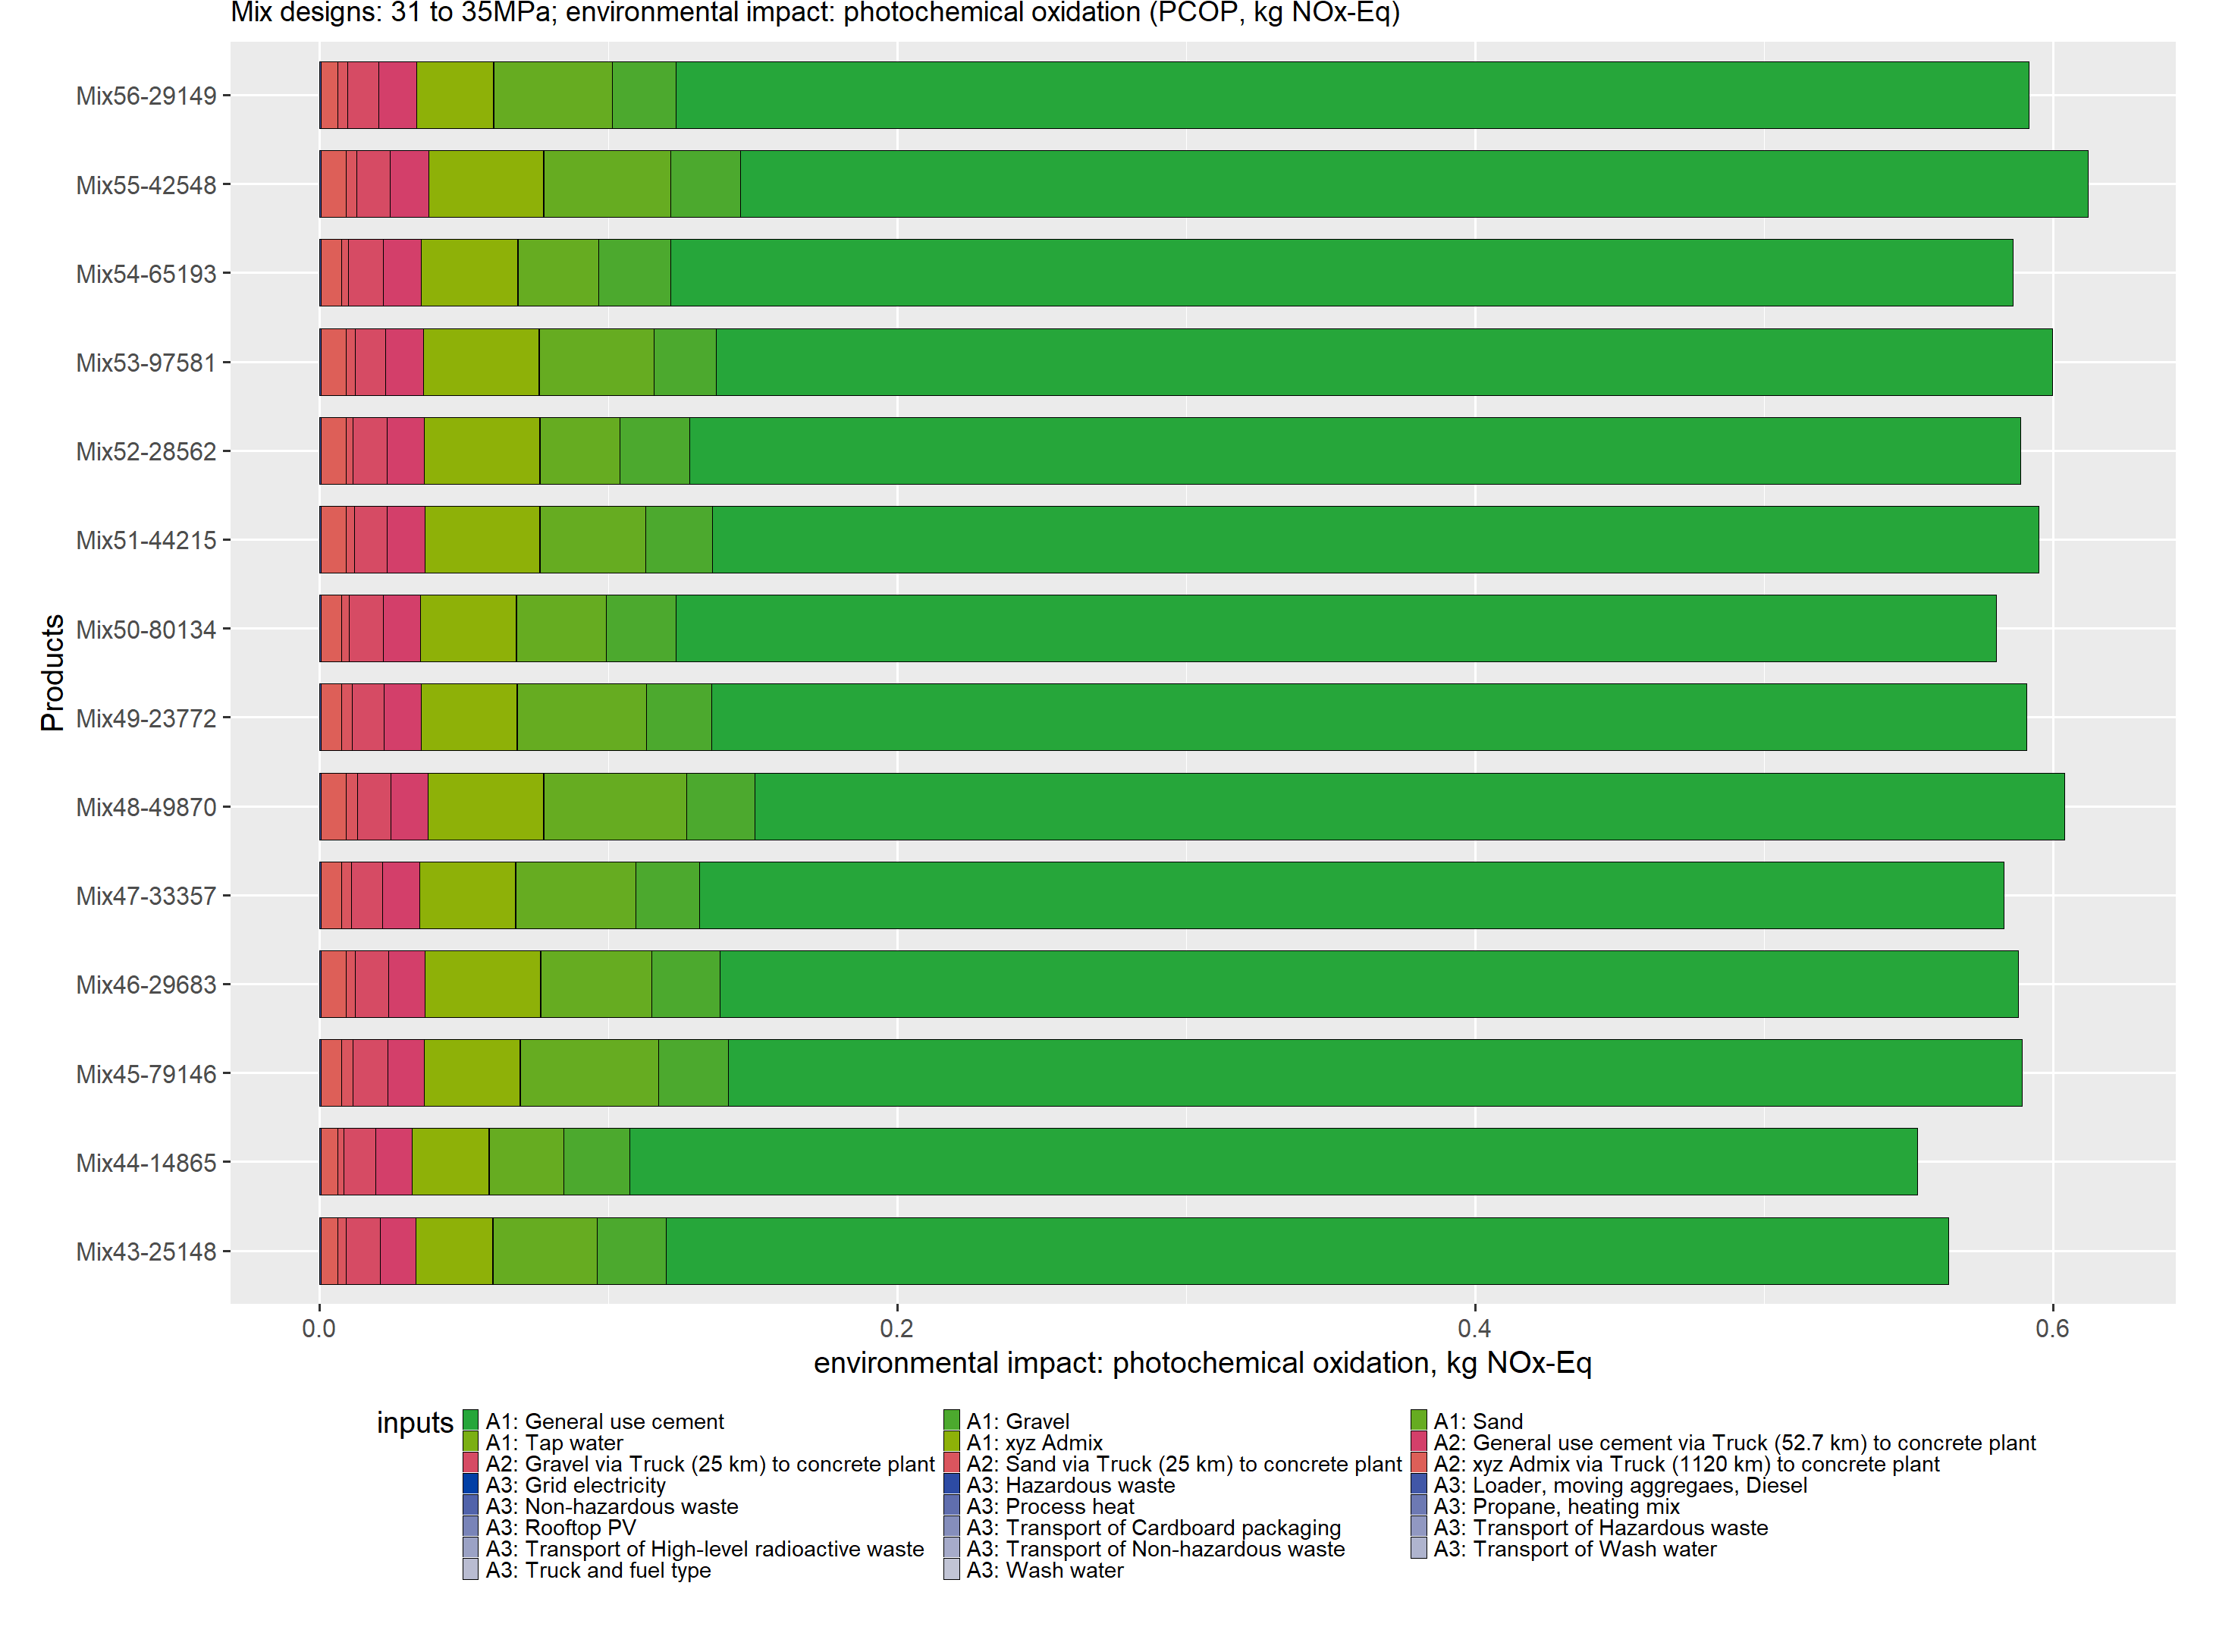 Mix designs: 31 to 35MPa; environmental impact: photochemical oxidation (PCOP, kg NOx-Eq)
Products
Mix56-29149
Mix55-42548
Mix54-65193
Mix53-97581
Mix52-28562
Mix51-44215
Mix50-80134
Mix49-23772
Mix48-49870
Mix47-33357
Mix46-29683
Mix45-79146
Mix44-14865
Mix43-25148
0.0 0.2 0.4 0.6
environmental impact: photochemical oxidation, kg NOx-Eq
inputs
A1: General use cement A1: Gravel A1: Sand
A1: Tap water A1: xyz Admix A2: General use cement via Truck (52.7 km) to concrete plant
A2: Gravel via Truck (25 km) to concrete plant A2: Sand via Truck (25 km) to concrete plant A2: xyz Admix via Truck (1120 km) to concrete plant
A3: Grid electricity A3: Hazardous waste A3: Loader, moving aggregaes, Diesel
A3: Non-hazardous waste A3: Process heat A3: Propane, heating mix
A3: Rooftop PV A3: Transport of Cardboard packaging A3: Transport of Hazardous waste
A3: Transport of High-level radioactive waste A3: Transport of Non-hazardous waste A3: Transport of Wash water
A3: Truck and fuel type A3: Wash water